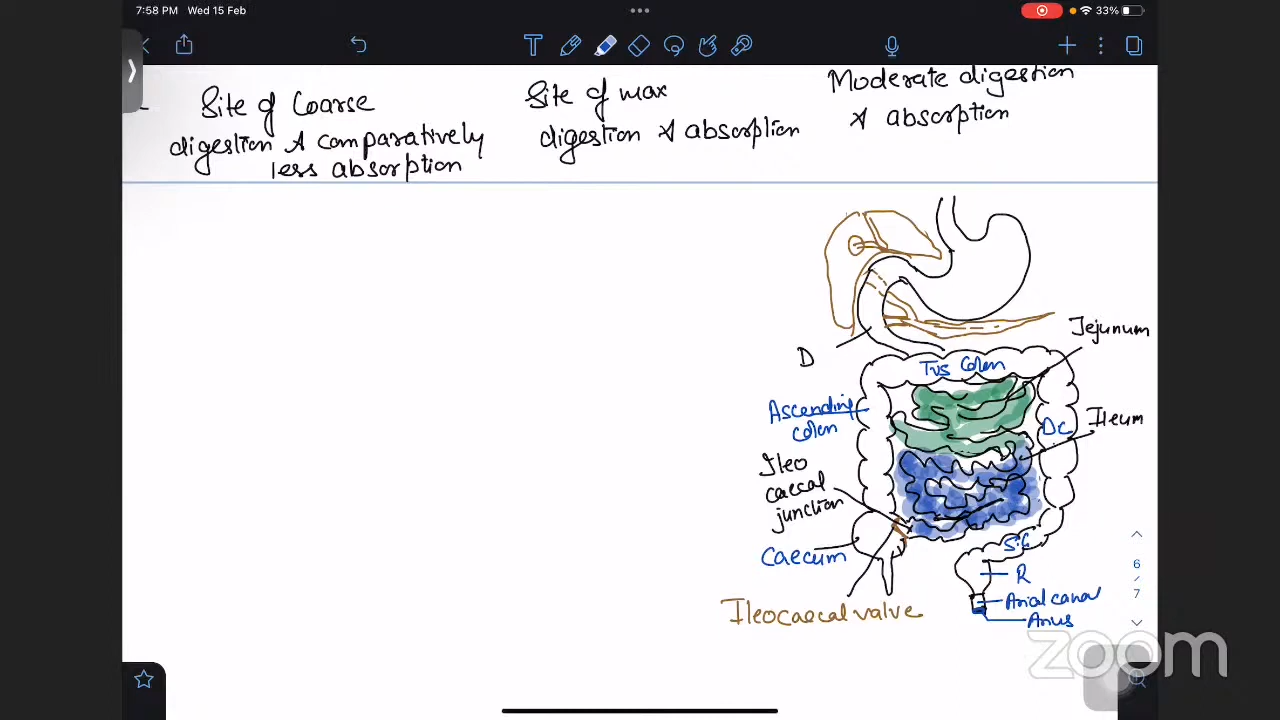 7:58 PM Wed 15 Feb
33%
Site of Coarse
digestion & comparatively
less absorption
Site of max
digestion & absorption
Moderate digestion
& absorption
Jejunum
D
Tvs Colon
Ascending
colon
Dc
Ileum
Ileo
caecal
junction
Caecum
S.C
R
Anal canal
Anus
Ileocaecal valve
6
/
7
zoom